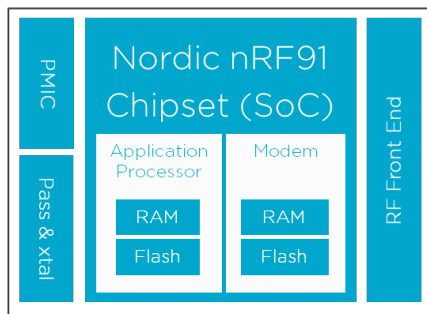 PMIC
Pass & xtal
Nordic nRF91
Chipset (SoC)
Application
Processor
RAM
Flash
Modem
RAM
Flash
RF Front End